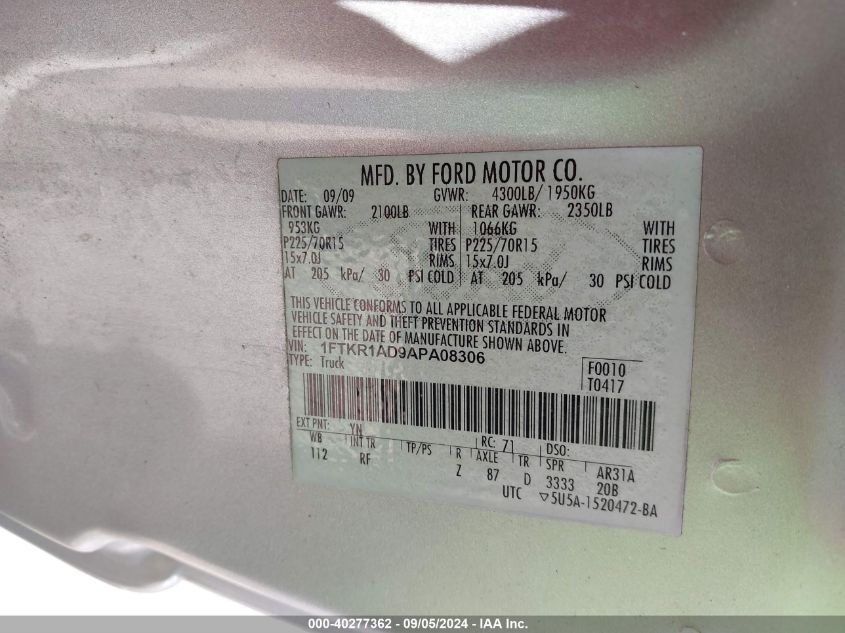 MFD. BY FORD MOTOR CO.
DATE: 09/09 GVWR: 4300LB/ 1950KG
FRONT GAWR: 2100LB REAR GAWR: 2350LB
953KG WITH 1066KG WITH
P225/70R15 TIRES P225/70R15 TIRES
15x7.0J RIMS 15x7.0J RIMS
AT 205 kPa/ 30 PSI COLD AT 205 kPa/ 30 PSI COLD
THIS VEHICLE CONFORMS TO ALL APPLICABLE FEDERAL MOTOR
VEHICLE SAFETY AND THEFT PREVENTION STANDARDS IN
EFFECT ON THE DATE OF MANUFACTURE SHOWN ABOVE.
VIN: 1FTKR1AD9APA08306
TYPE: Truck F0010
T0417
EXT PNT: YN RC: 71 DSO:
WB INT TR TP/PS R AXLE TR SPR AR31A
112 RF Z 87 D 3333 20B
UTC ▽5U5A-1520472-BA
000-40277362 - 09/05/2024 - IAA Inc.